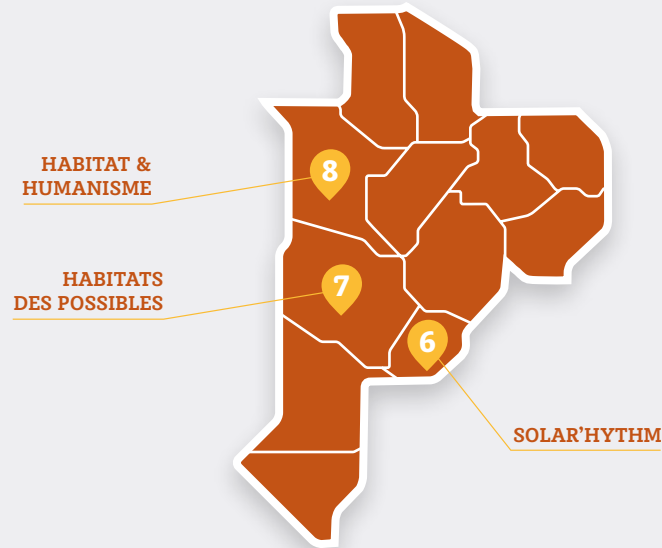 HABITAT &
HUMANISME
8
HABITATS
DES POSSIBLES
7
6
SOLAR'HYTHM